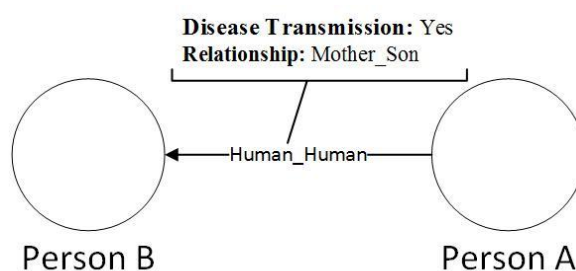 Disease Transmission: Yes
Relationship: Mother_Son
Human_Human
Person B
Person A